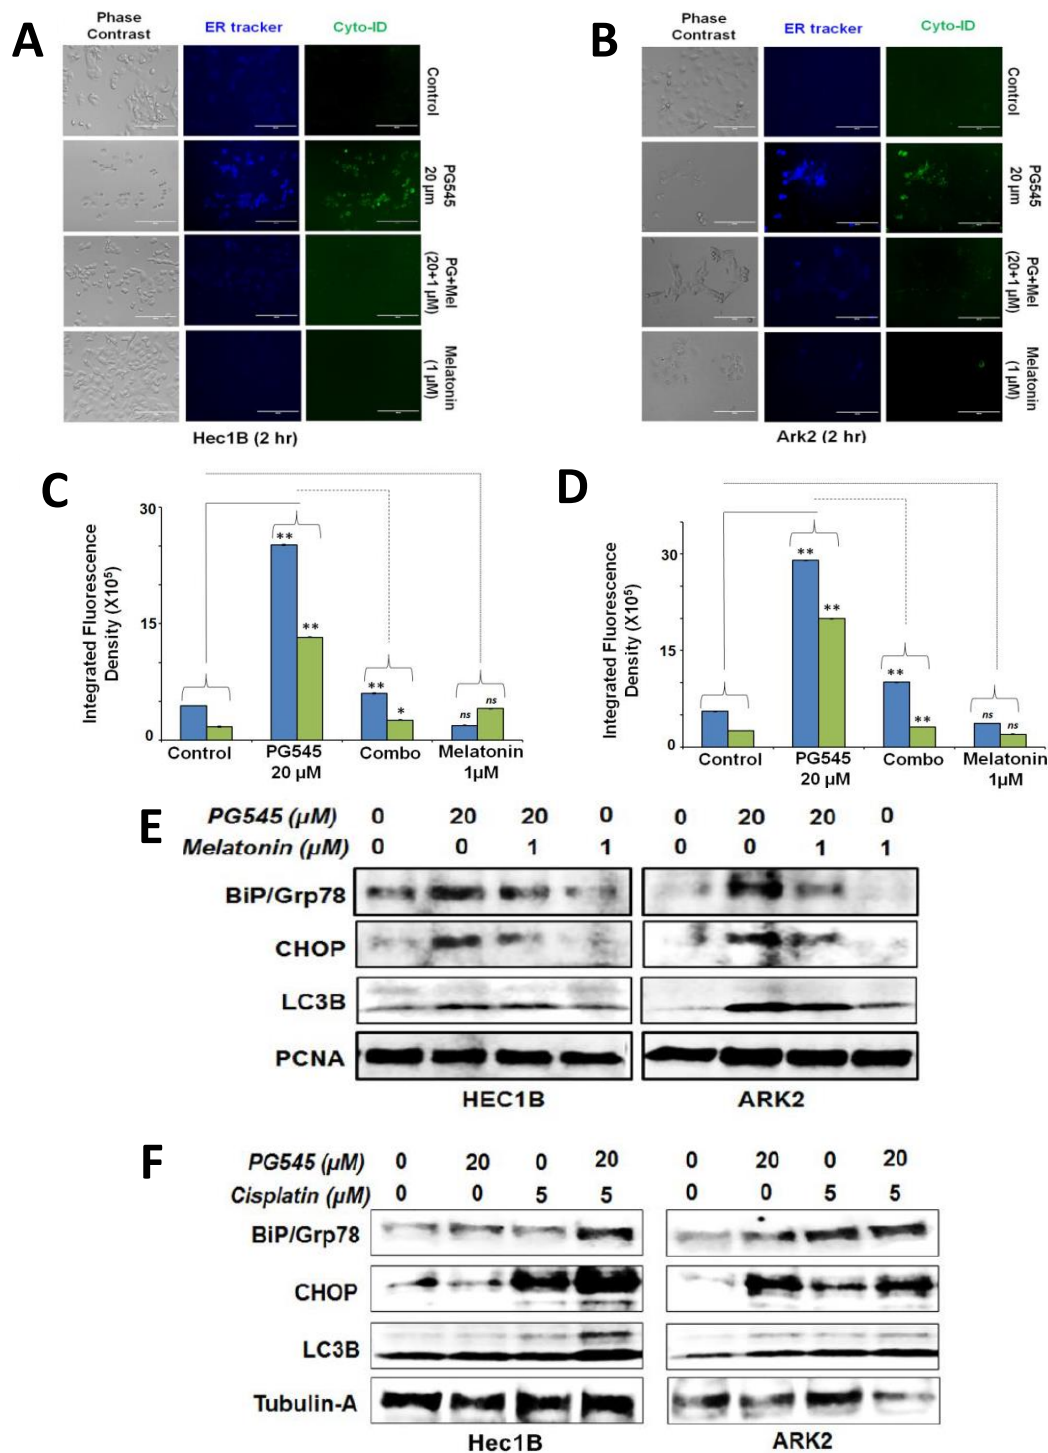 A
Phase
Contrast
ER tracker
Cyto-ID
Control
PG545
20 µm
PG+Mel
(20+1 µM)
Melatonin
(1 µM)
Hec1B (2 hr)
B
Phase
Contrast
ER tracker
Cyto-ID
Control
PG545
20 µm
PG+Mel
(20+1 µM)
Melatonin
(1 µM)
Ark2 (2 hr)
C
Integrated Fluorescence
Density (X10⁵)
30
15
0
**
**
**
*
ns
ns
Control
PG545
20 µM
Combo
Melatonin
1µM
D
Integrated Fluorescence
Density (X10⁵)
30
15
0
**
**
**
**
ns
ns
Control
PG545
20 µM
Combo
Melatonin
1µM
E
PG545 (µM) 0 20 20 0 0 20 20 0
Melatonin (µM) 0 0 1 1 0 0 1 1
BiP/Grp78
CHOP
LC3B
PCNA
HEC1B ARK2
F
PG545 (µM) 0 20 0 20 0 20 0 20
Cisplatin (µM) 0 0 5 5 0 0 5 5
BiP/Grp78
CHOP
LC3B
Tubulin-A
Hec1B ARK2